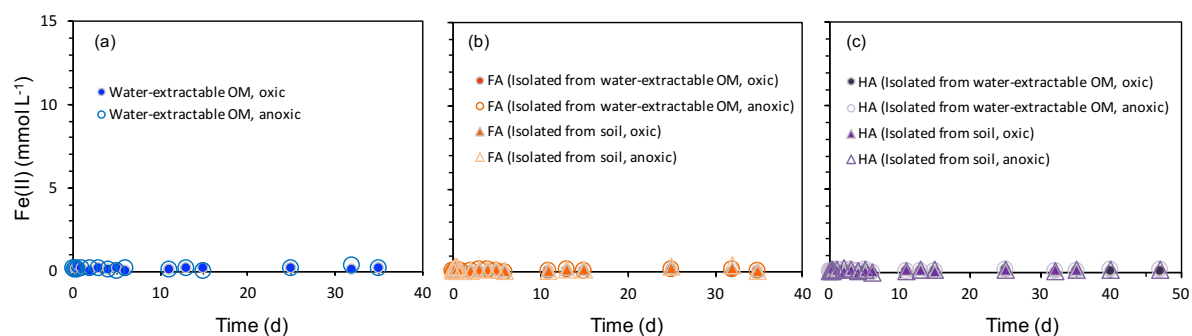 (a)
Water-extractable OM, oxic
Water-extractable OM, anoxic
Fe(II) (mmol L-1)
15
10
5
0
0 10 20 30 40
Time (d)
(b)
FA (Isolated from water-extractable OM, oxic)
FA (Isolated from water-extractable OM, anoxic)
FA (Isolated from soil, oxic)
FA (Isolated from soil, anoxic)
0 10 20 30 40
Time (d)
(c)
HA (Isolated from water-extractable OM, oxic)
HA (Isolated from water-extractable OM, anoxic)
HA (Isolated from soil, oxic)
HA (Isolated from soil, anoxic)
0 10 20 30 40 50
Time (d)